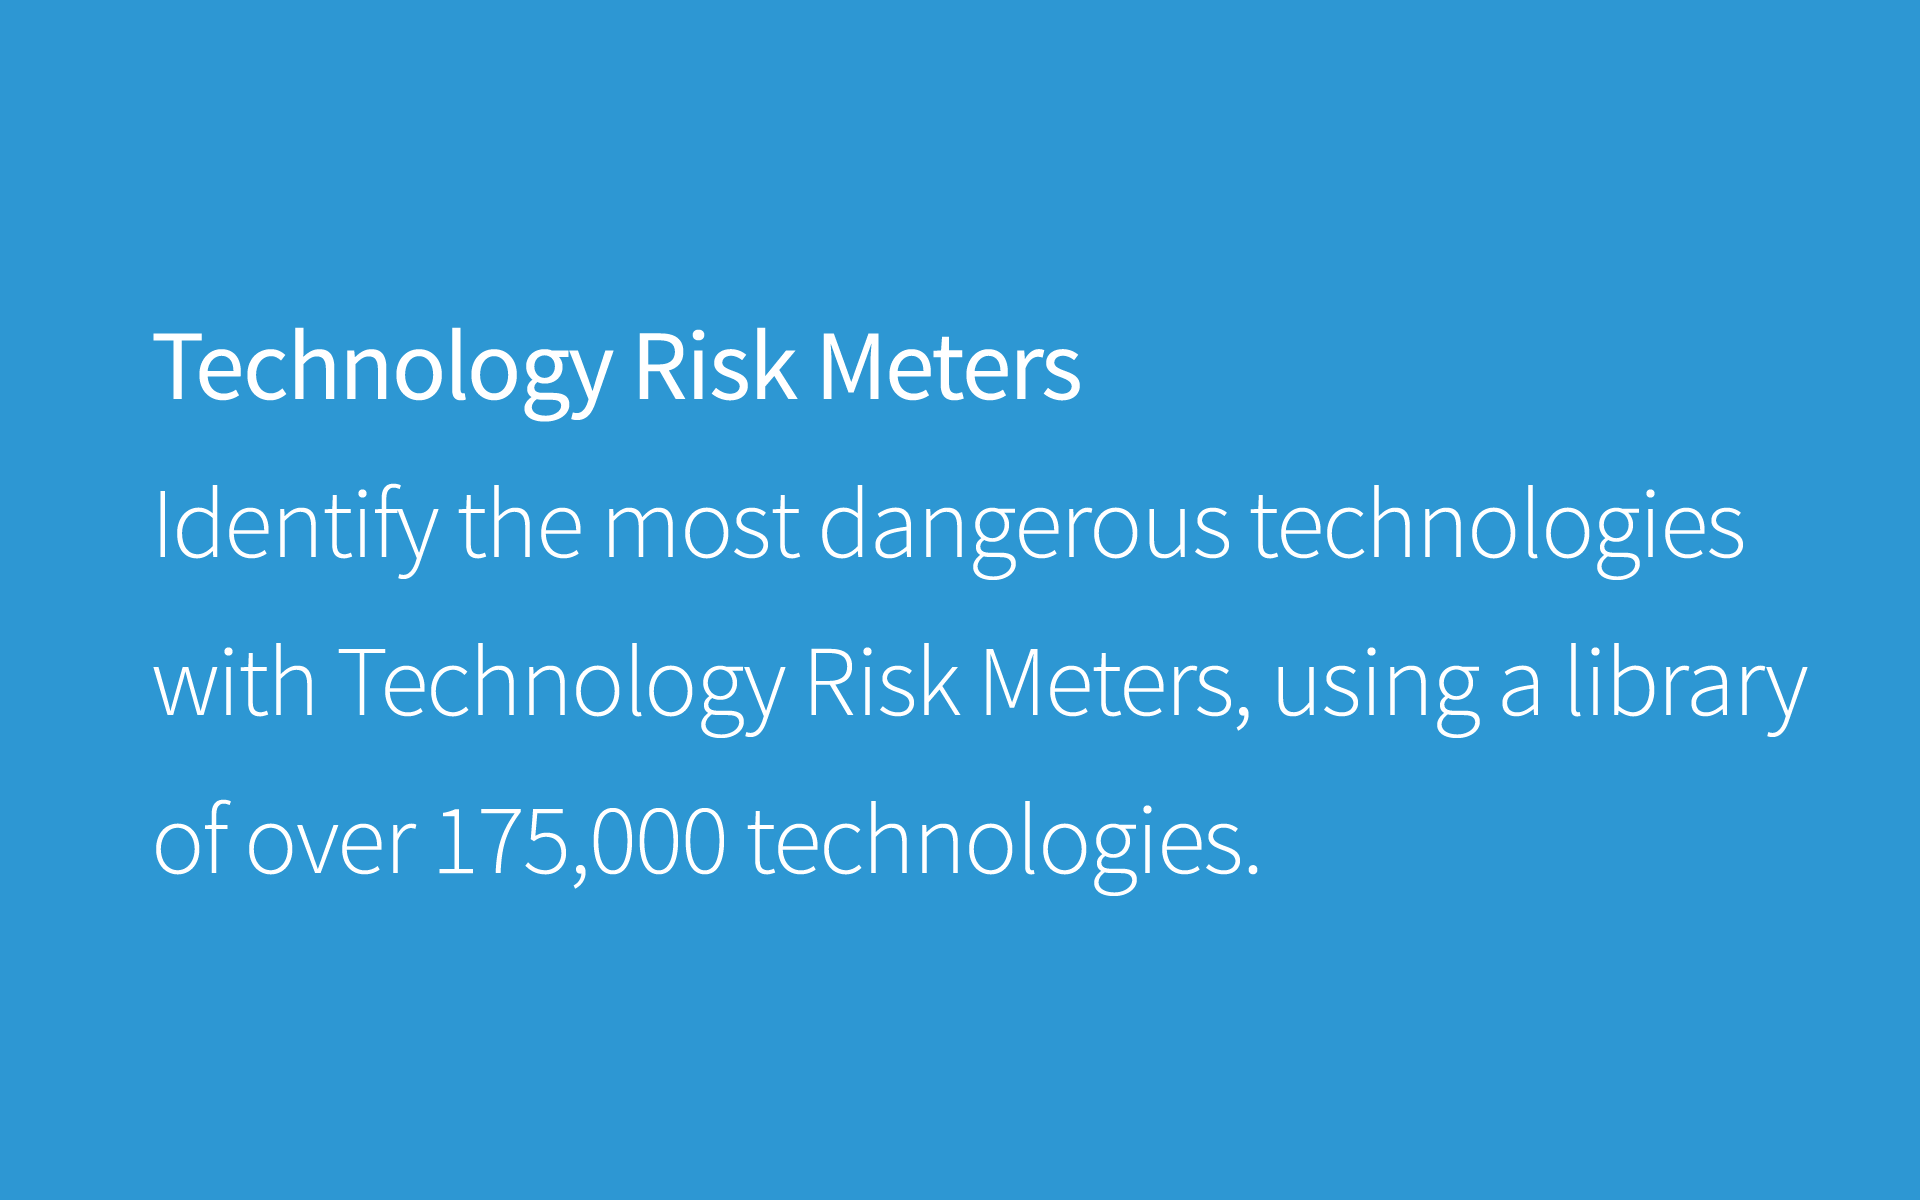 Technology Risk Meters
Identify the most dangerous technologies
with Technology Risk Meters, using a library
of over 175,000 technologies.